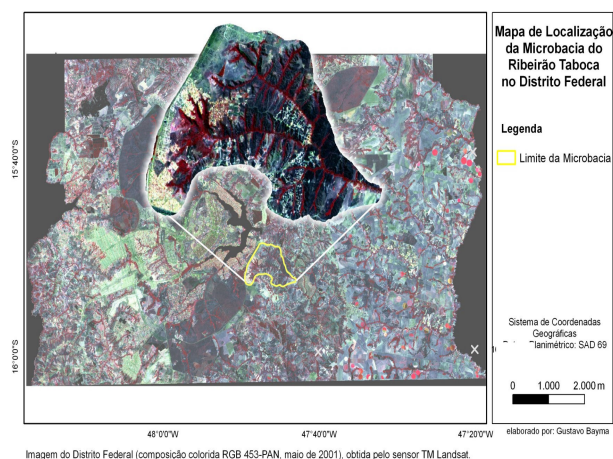 Mapa de Localização
da Microbacia do
Ribeirão Taboca
no Distrito Federal
Legenda
Limite da Microbacia
15°40'0"S
16°0'0"S
Sistema de Coordenadas
Geográficas
Planimétrico: SAD 69
0 1.000 2.000 m
48°0'0"W
47°40'0"W
47°20'0"W
elaborado por: Gustavo Bayma
Imagem do Distrito Federal (composição colorida RGB 453-PAN, maio de 2001), obtida pelo sensor TM Landsat.